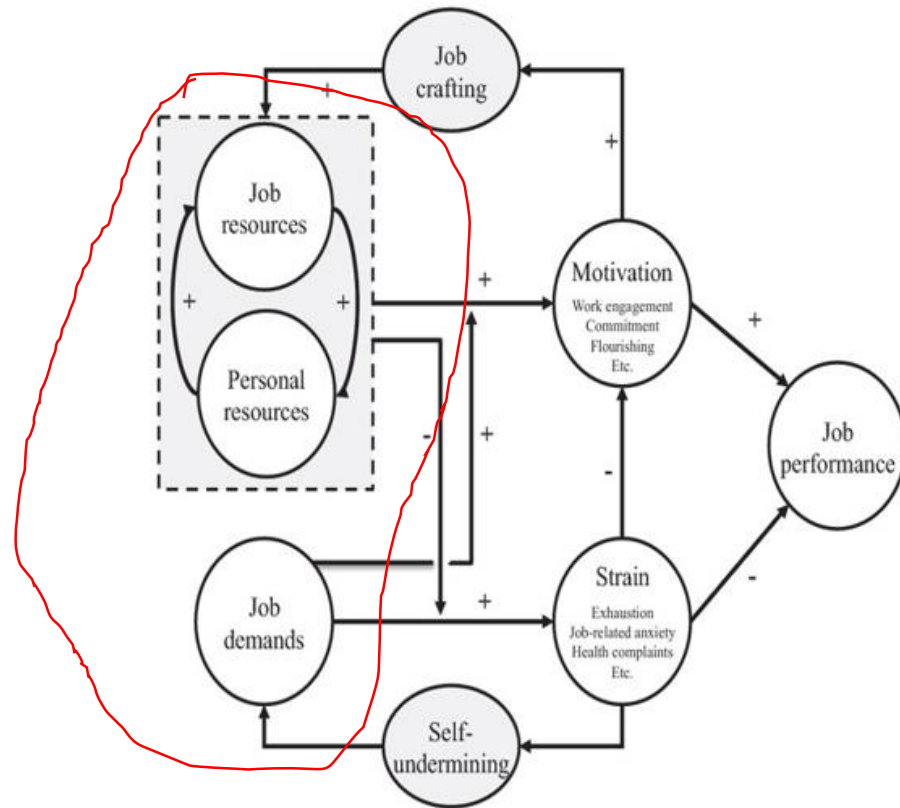 Job
crafting
+
+
Job
resources
+
+
Personal
resources
+
Motivation
Work engagement
Commitment
Flourishing
Etc.
+
-
+
-
Job
performance
Job
demands
+
Strain
Exhaustion
Job-related anxiety
Health complaints
Etc.
-
Self-
undermining